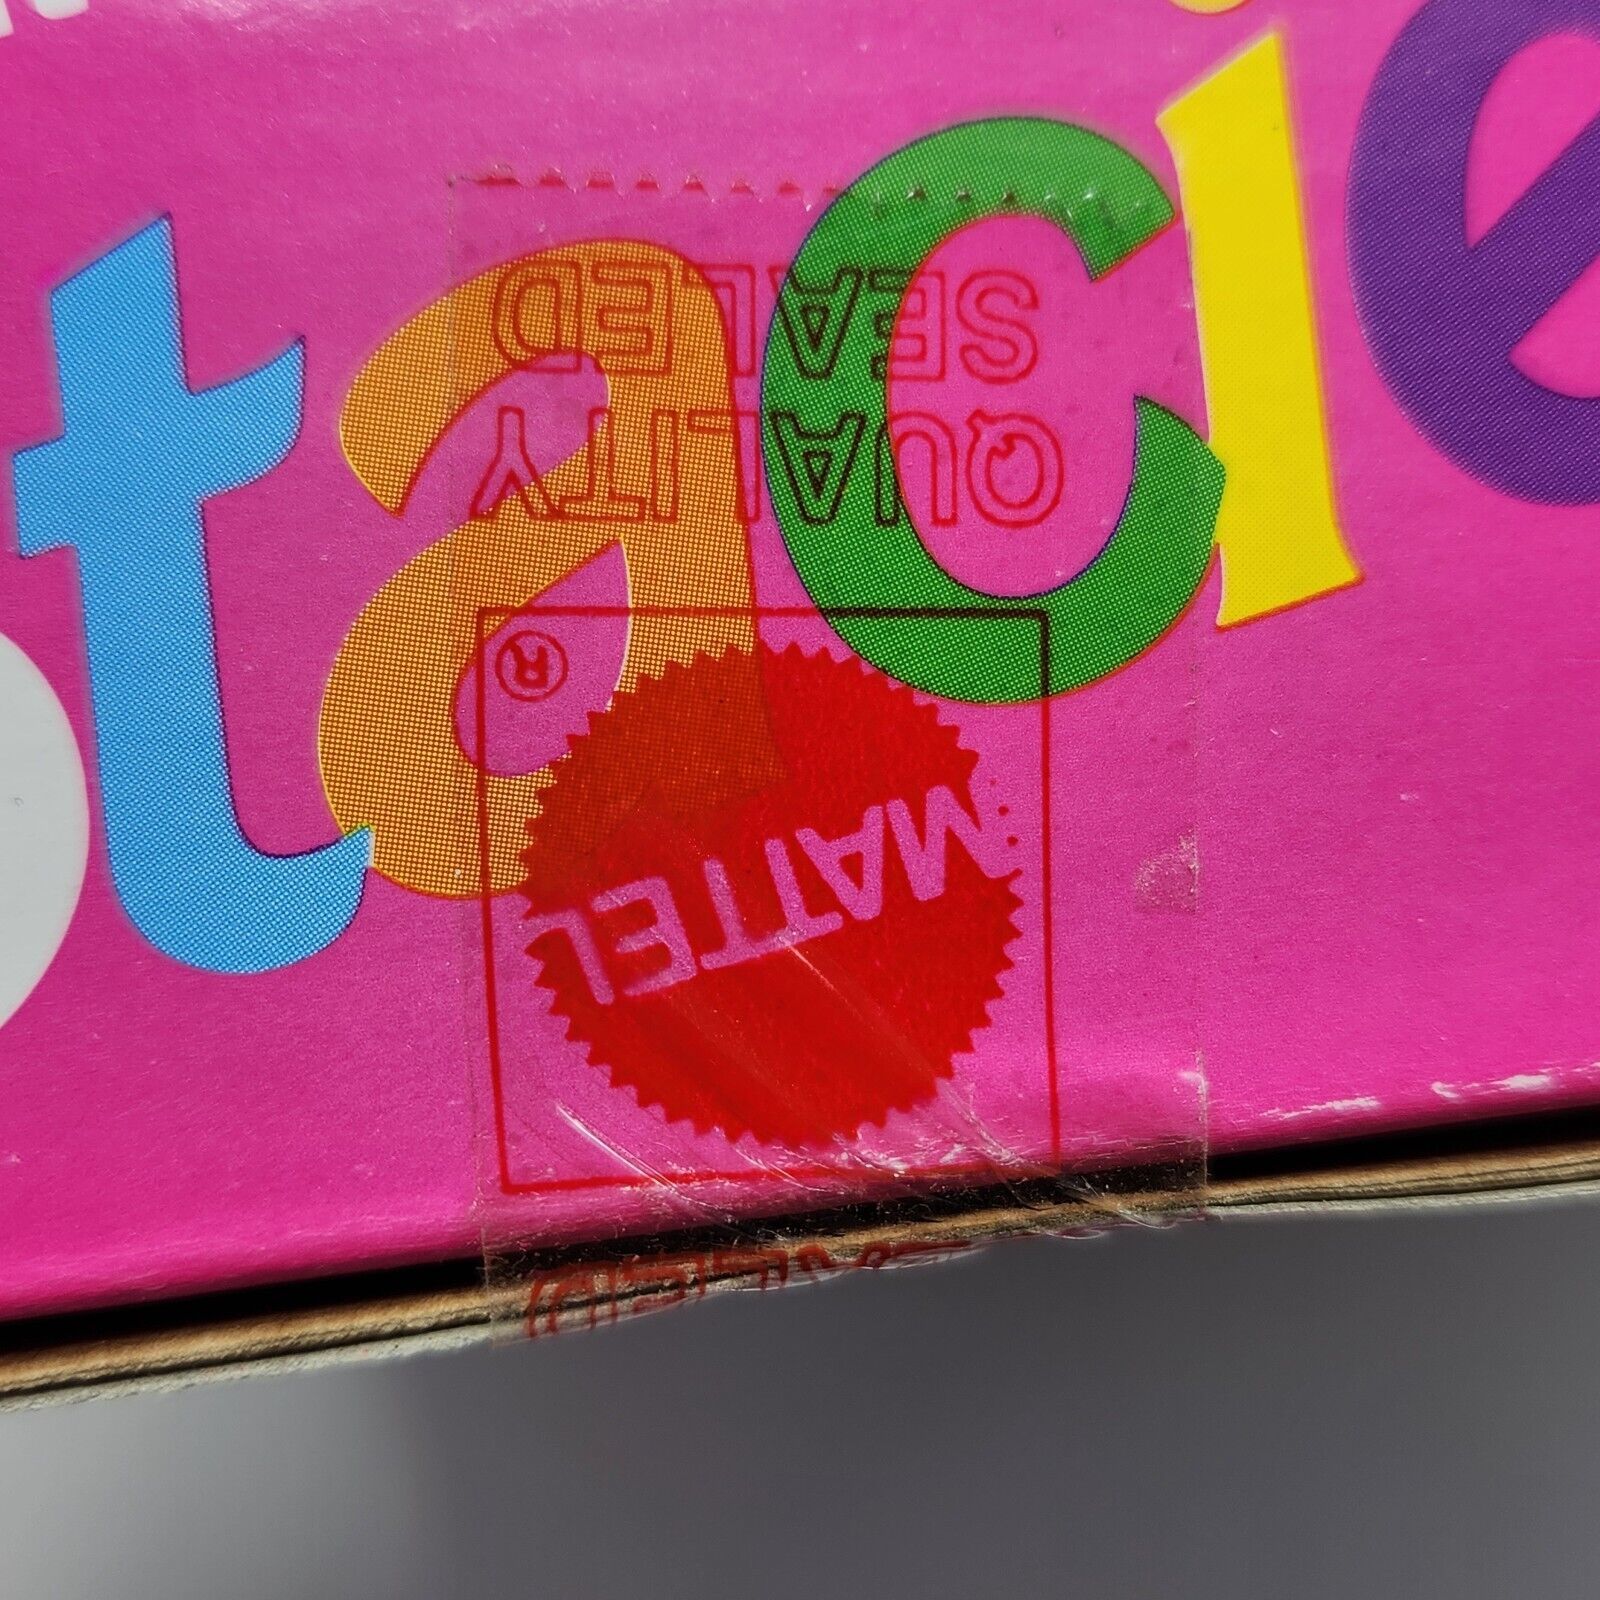 tacie
QUALITY
SEALED
MATTEL
®